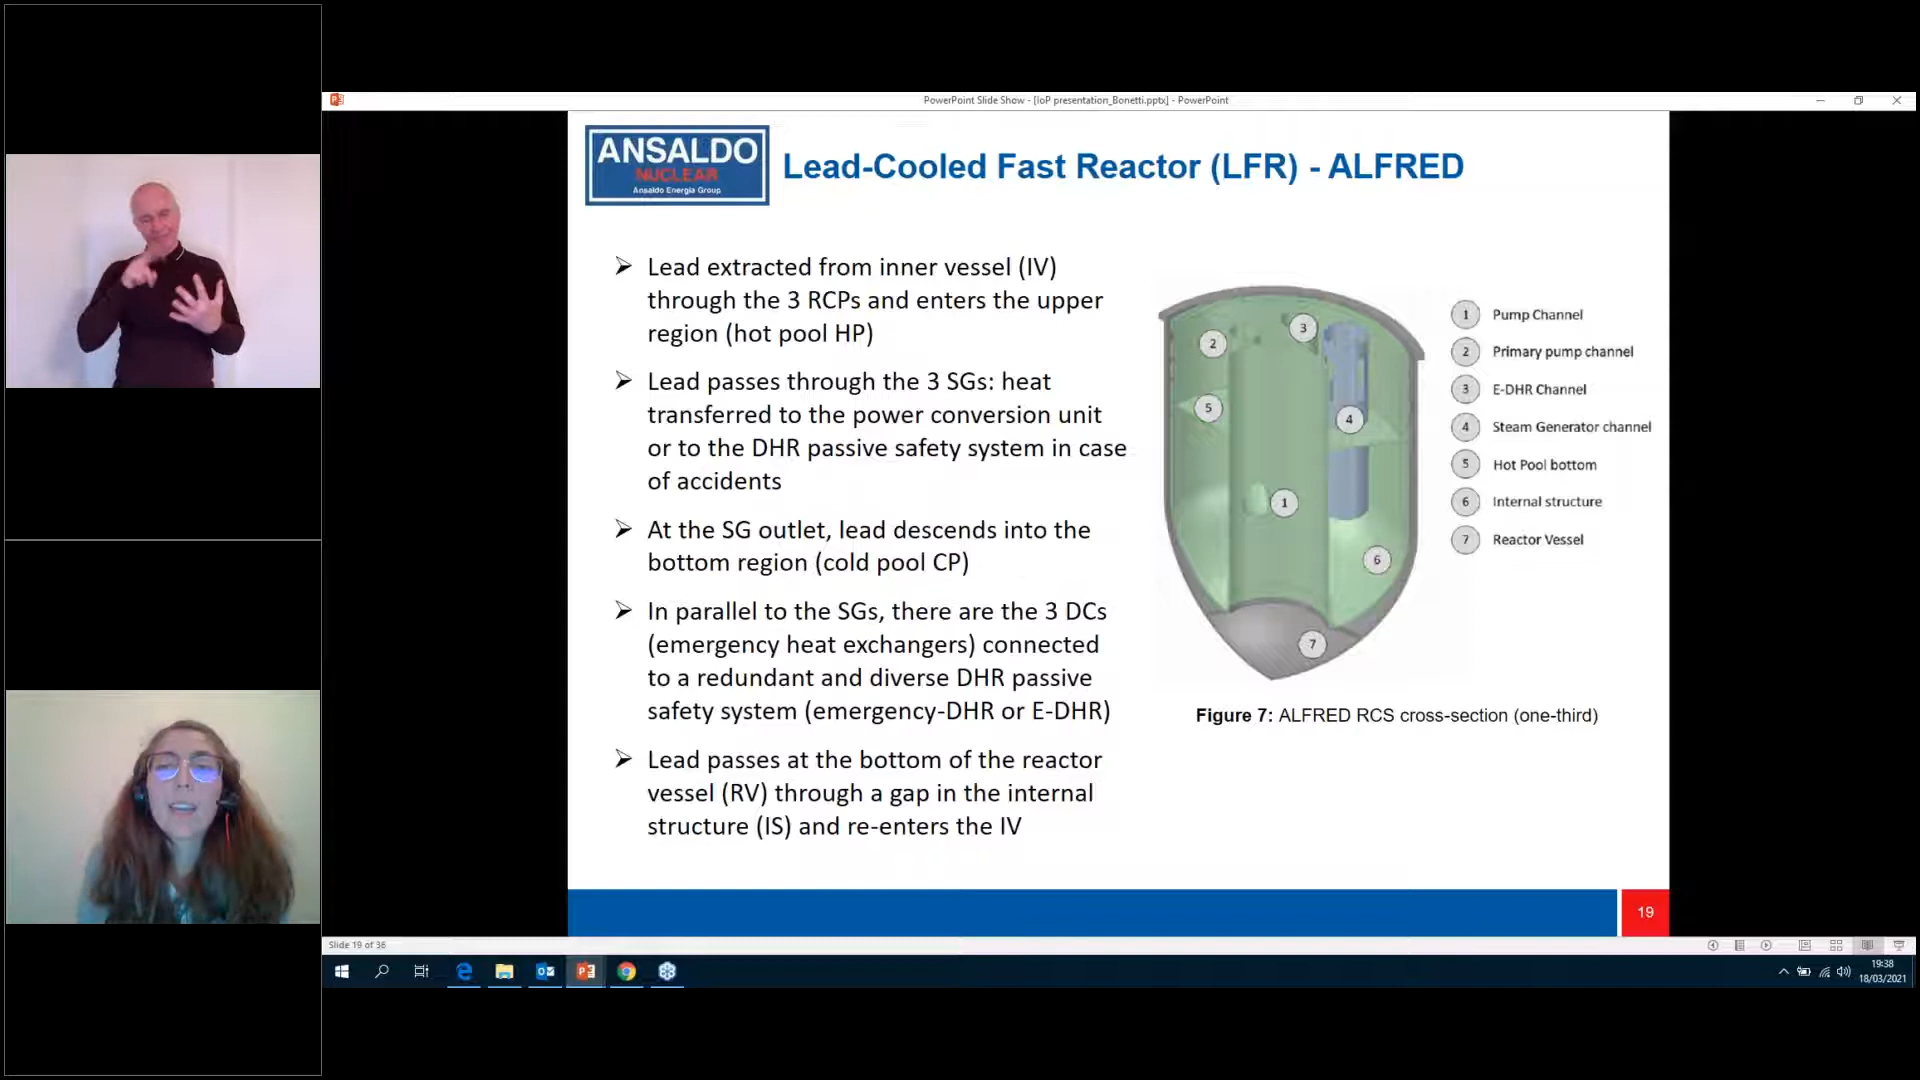 PowerPoint Slide Show - [IoP presentation_Bonetti.pptx] - PowerPoint
ANSALDO
NUCLEAR
Ansaldo Energia Group
Lead-Cooled Fast Reactor (LFR) - ALFRED
➢ Lead extracted from inner vessel (IV)
through the 3 RCPs and enters the upper
region (hot pool HP)
➢ Lead passes through the 3 SGs: heat
transferred to the power conversion unit
or to the DHR passive safety system in case
of accidents
➢ At the SG outlet, lead descends into the
bottom region (cold pool CP)
➢ In parallel to the SGs, there are the 3 DCs
(emergency heat exchangers) connected
to a redundant and diverse DHR passive
safety system (emergency-DHR or E-DHR)
➢ Lead passes at the bottom of the reactor
vessel (RV) through a gap in the internal
structure (IS) and re-enters the IV
2
3
5
4
1
6
7
1 Pump Channel
2 Primary pump channel
3 E-DHR Channel
4 Steam Generator channel
5 Hot Pool bottom
6 Internal structure
7 Reactor Vessel
Figure 7: ALFRED RCS cross-section (one-third)
19
Slide 19 of 36
19:38
18/03/2021